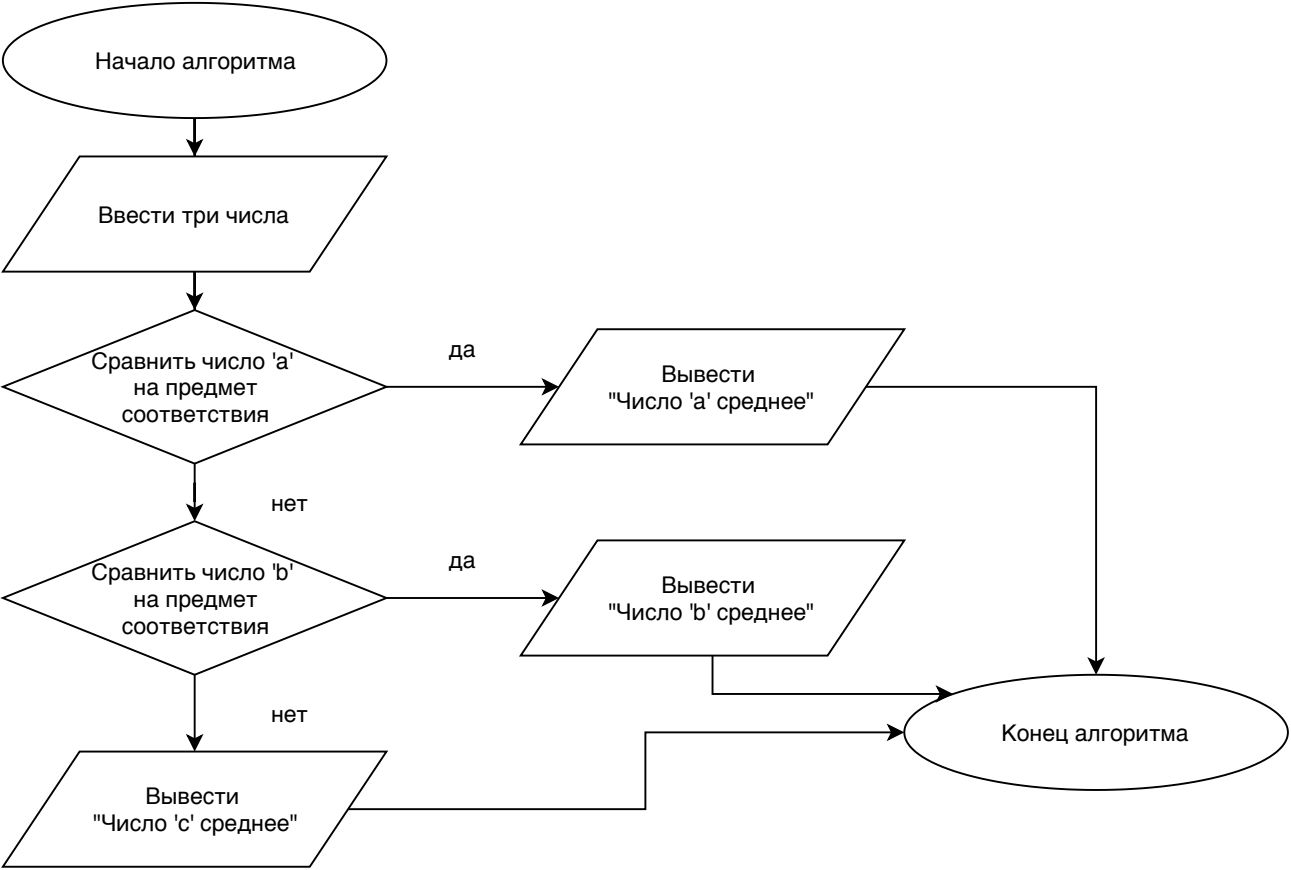 Начало алгоритма
Ввести три числа
Сравнить число 'a'
на предмет
соответствия
да
Вывести
"Число 'a' среднее"
нет
Сравнить число 'b'
на предмет
соответствия
да
Вывести
"Число 'b' среднее"
нет
Вывести
"Число 'c' среднее"
Конец алгоритма